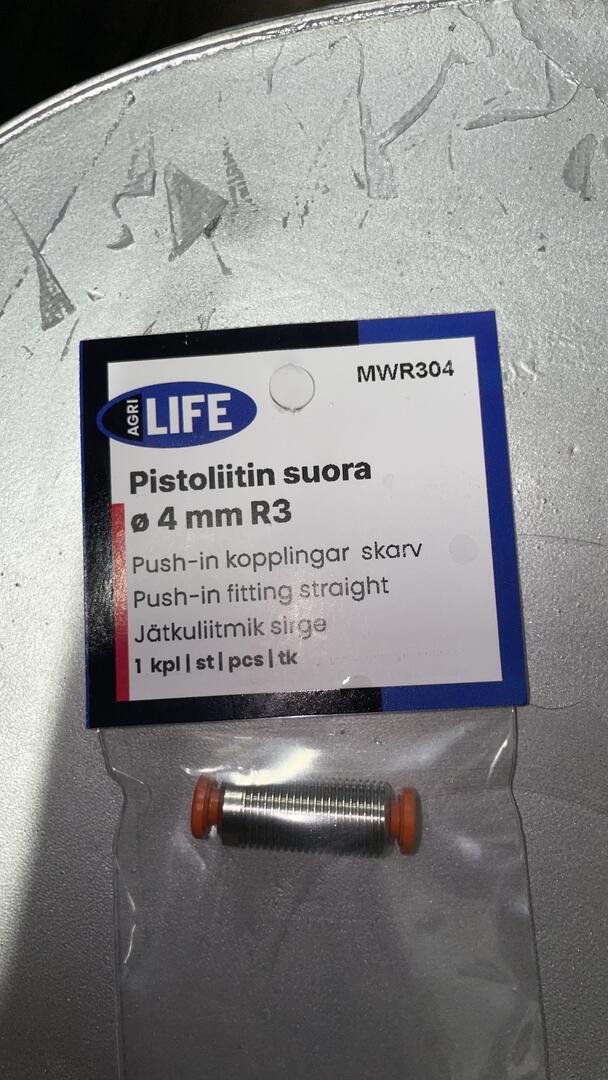 MWR304
AGRI LIFE
Pistoliitin suora
ø 4 mm R3
Push-in kopplingar skarv
Push-in fitting straight
Jätkuliitmik sirge
1 kpl | st | pcs | tk